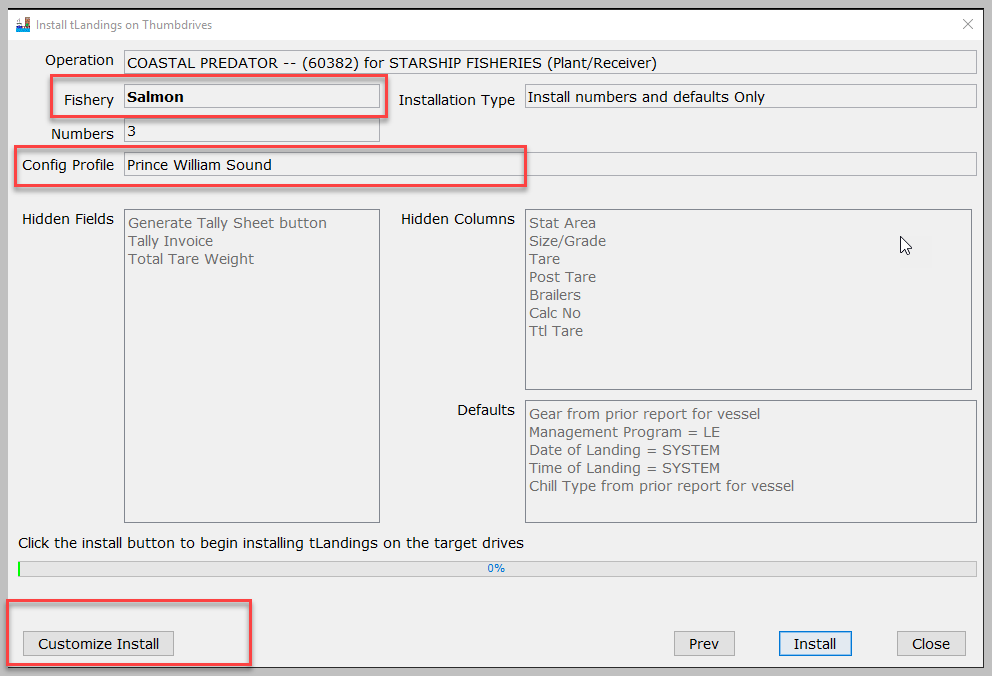 Install tLandings on Thumbdrives
Operation COASTAL PREDATOR -- (60382) for STARSHIP FISHERIES (Plant/Receiver)
Fishery Salmon Installation Type Install numbers and defaults Only
Numbers 3
Config Profile Prince William Sound
Hidden Fields
Generate Tally Sheet button
Tally Invoice
Total Tare Weight
Hidden Columns
Stat Area
Size/Grade
Tare
Post Tare
Brailers
Calc No
Ttl Tare
Defaults
Gear from prior report for vessel
Management Program = LE
Date of Landing = SYSTEM
Time of Landing = SYSTEM
Chill Type from prior report for vessel
Click the install button to begin installing tLandings on the target drives
0%
Customize Install Prev Install Close